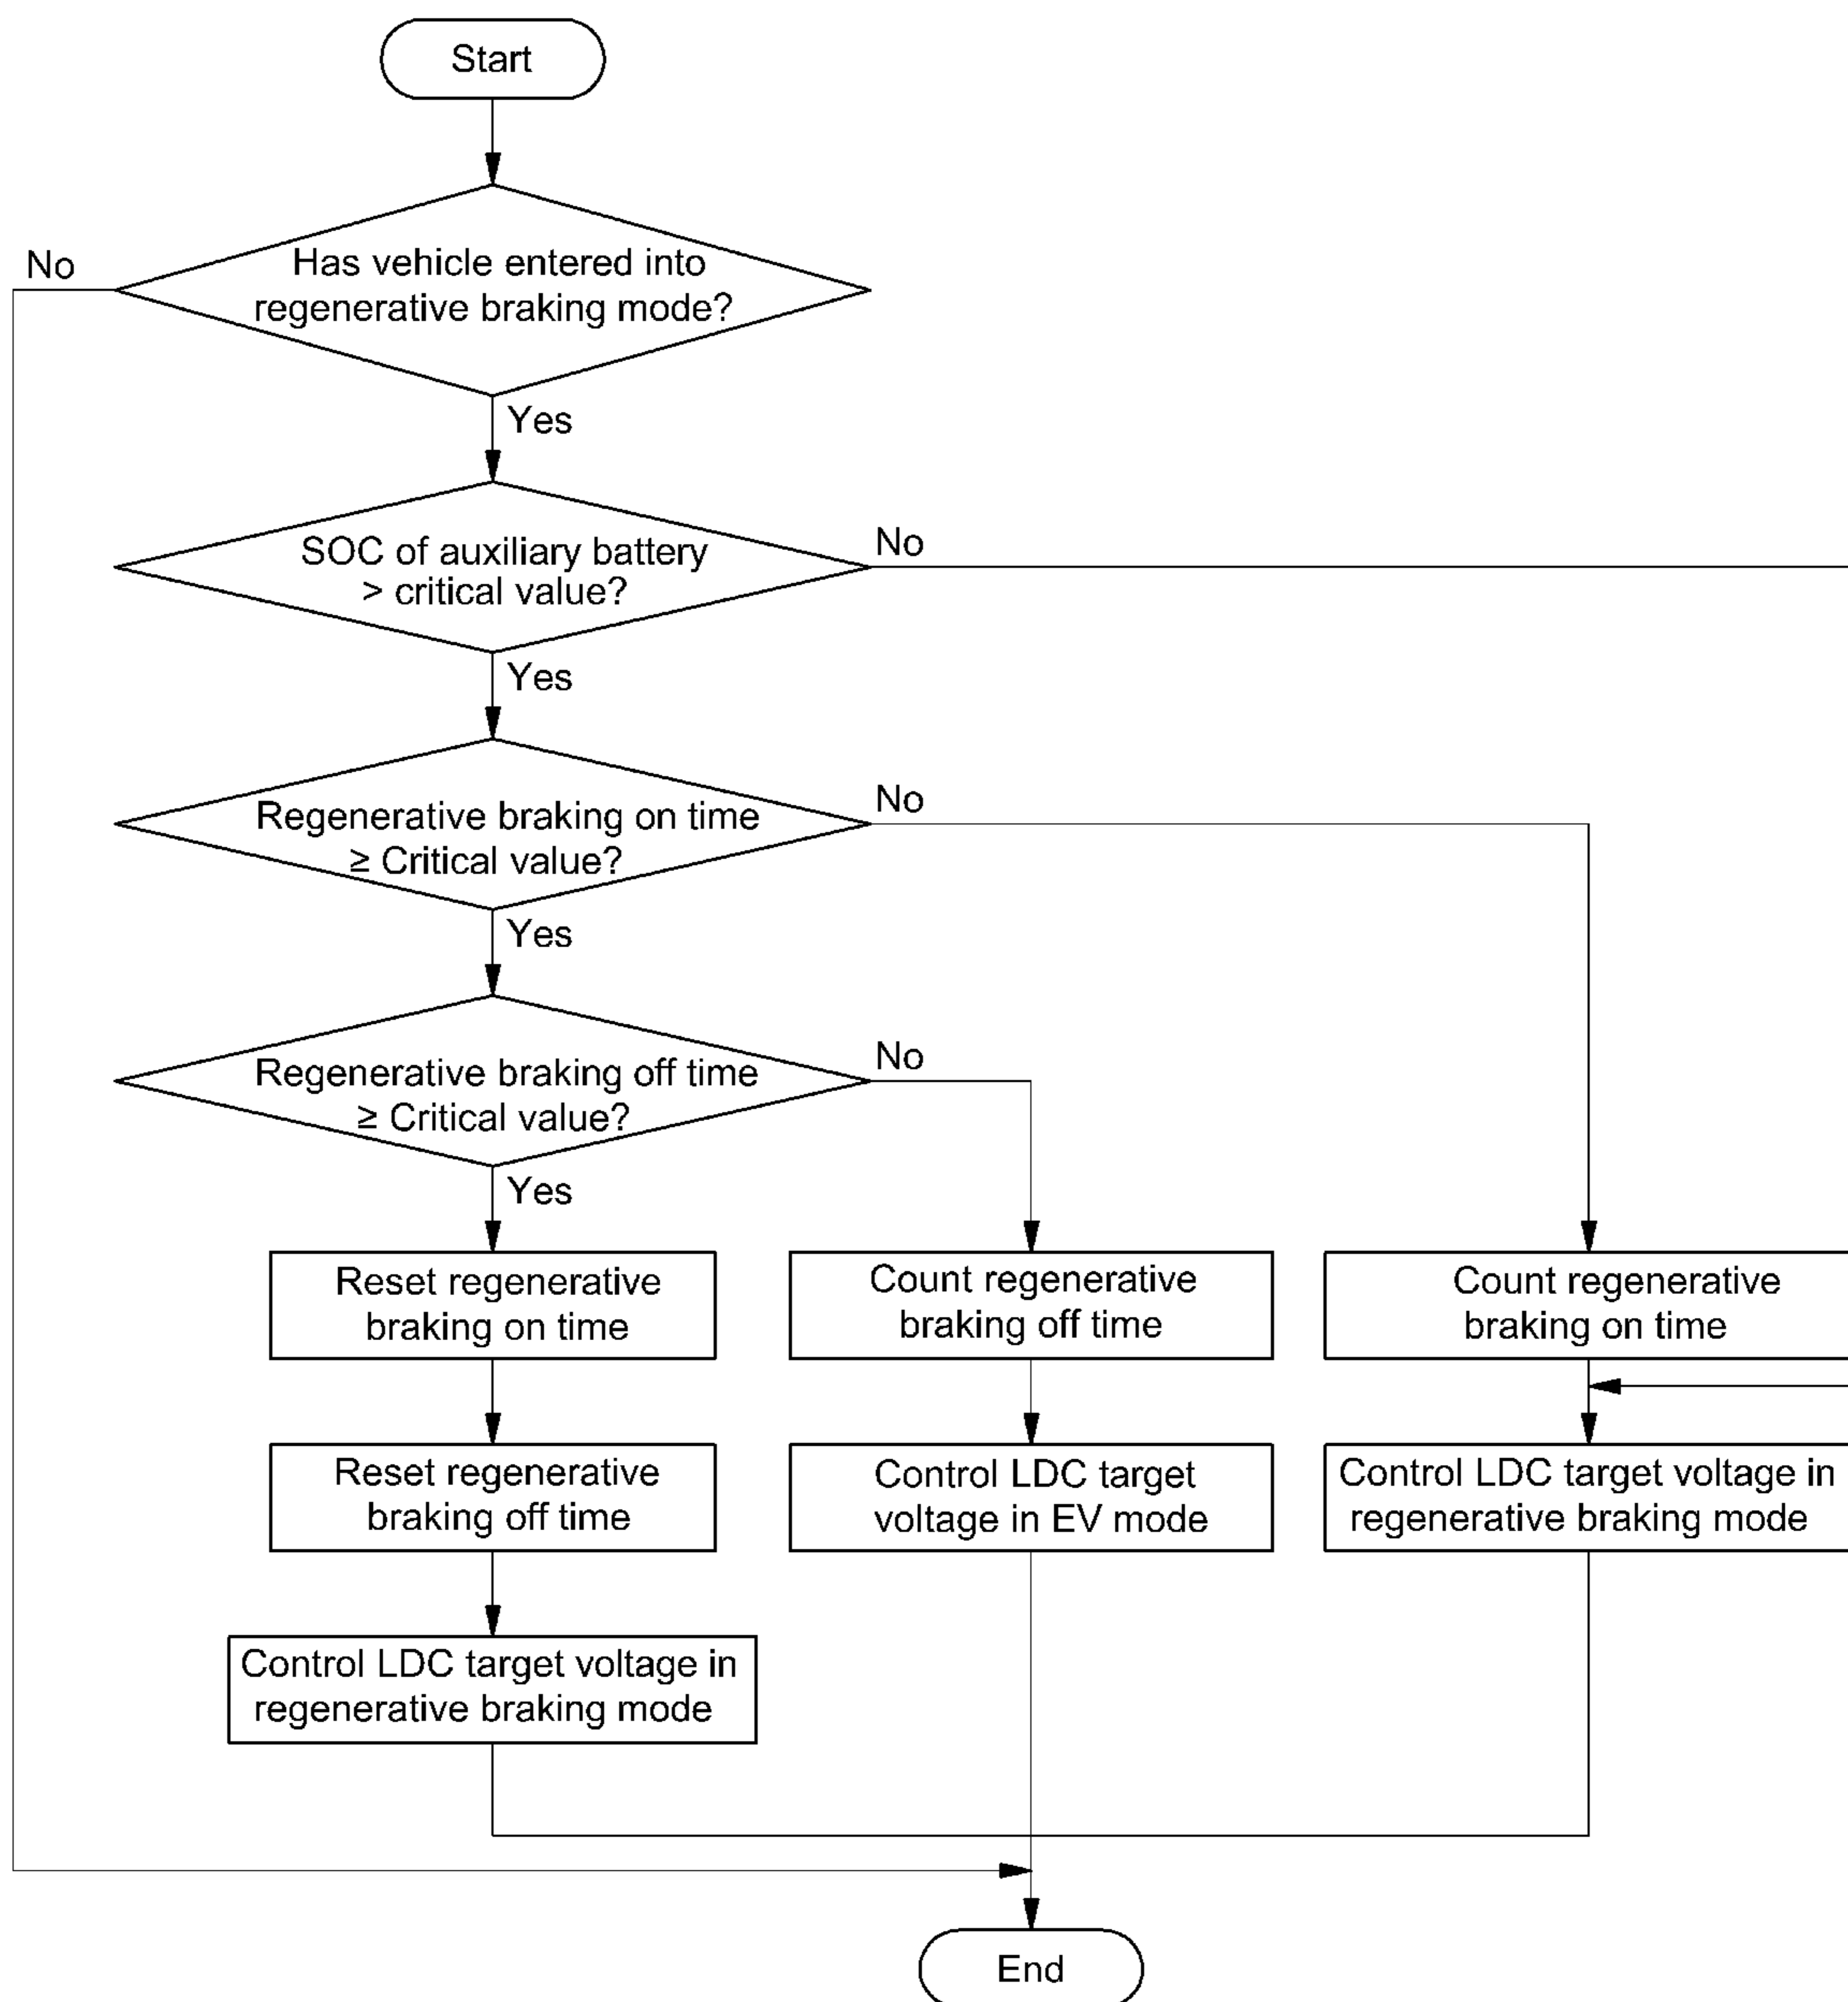 Start
Has vehicle entered into
regenerative braking mode?
No
Yes
SOC of auxiliary battery
> critical value?
No
Yes
Regenerative braking on time
≥ Critical value?
No
Yes
Regenerative braking off time
≥ Critical value?
No
Yes
Reset regenerative
braking on time
Count regenerative
braking off time
Count regenerative
braking on time
Reset regenerative
braking off time
Control LDC target
voltage in EV mode
Control LDC target voltage in
regenerative braking mode
Control LDC target voltage in
regenerative braking mode
End